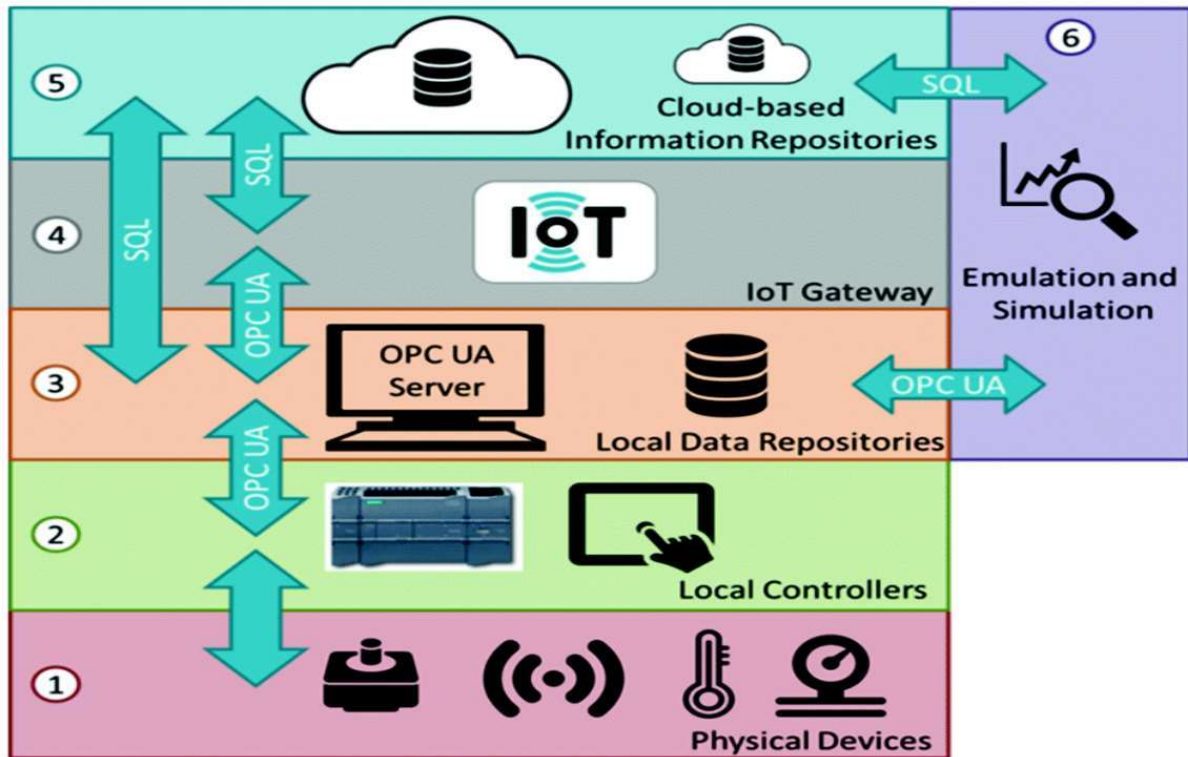 6
5
SQL
Cloud-based
Information Repositories
SQL
SQL
4
IoT
IoT Gateway
Emulation and
Simulation
OPC UA
3
OPC UA
Server
Local Data Repositories
OPC UA
OPC UA
2
Local Controllers
1
Physical Devices